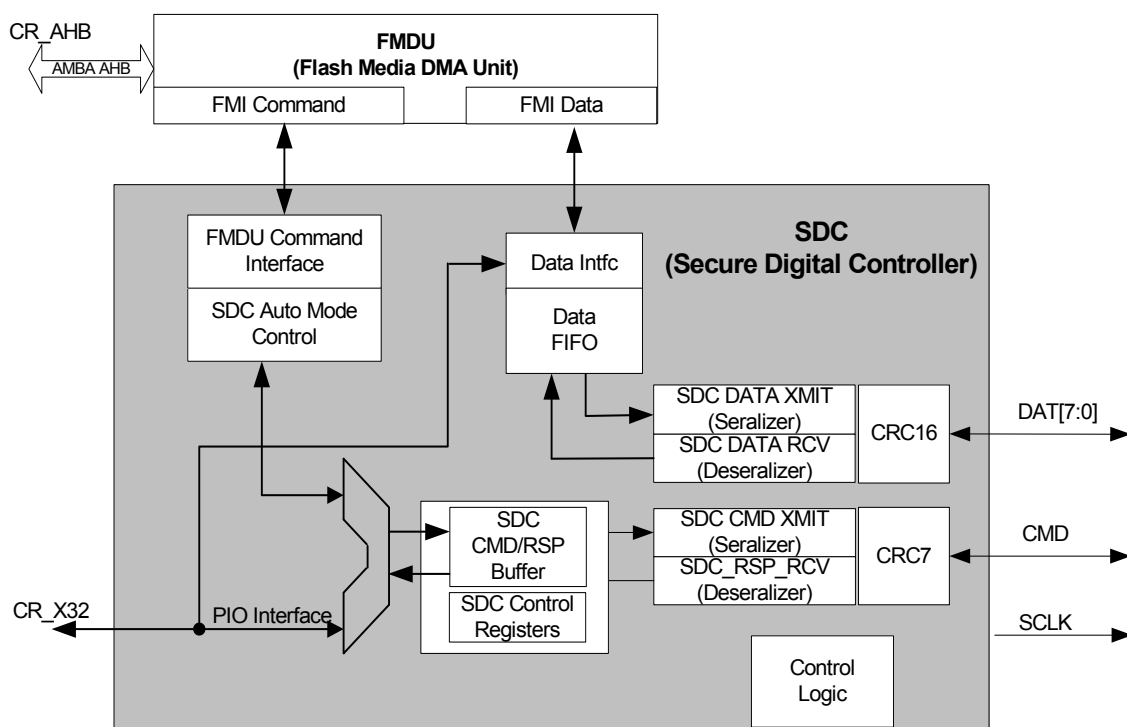 CR_AHB
AMBA AHB
FMDU
(Flash Media DMA Unit)
FMI Command
FMI Data
SDC
(Secure Digital Controller)
FMDU Command
Interface
SDC Auto Mode
Control
Data Intfc
Data
FIFO
SDC DATA XMIT
(Seralizer)
SDC DATA RCV
(Deseralizer)
CRC16
DAT[7:0]
SDC
CMD/RSP
Buffer
SDC Control
Registers
SDC CMD XMIT
(Seralizer)
SDC_RSP_RCV
(Deseralizer)
CRC7
CMD
CR_X32
PIO Interface
SCLK
Control
Logic